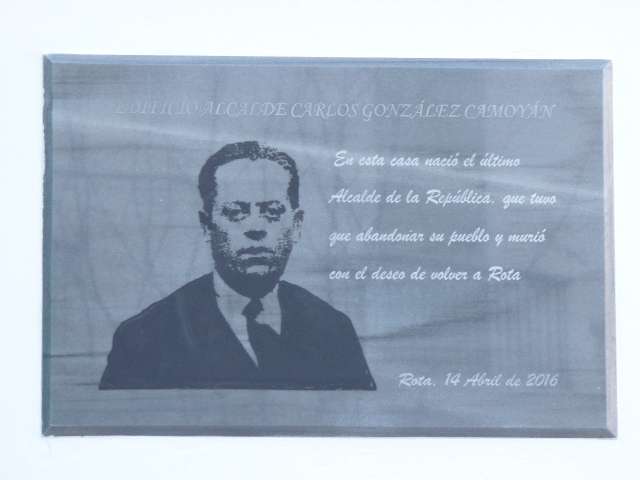 EDIFICIO ALCALDE CARLOS GONZÁLEZ CAMOYÁN
En esta casa nació el último
Alcalde de la República, que tuvo
que abandonar su pueblo y murió
con el deseo de volver a Rota
Rota, 14 Abril de 2016